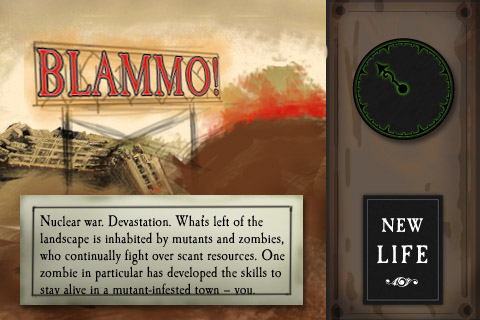 BLAMMO!
Nuclear war. Devastation. What's left of the
landscape is inhabited by mutants and zombies,
who continually fight over scant resources. One
zombie in particular has developed the skills to
stay alive in a mutant-infested town – you.
NEW
LIFE